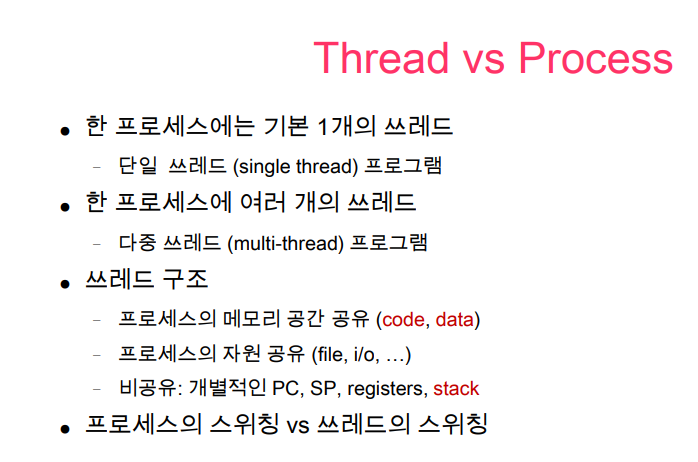 Thread vs Process
● 한 프로세스에는 기본 1개의 쓰레드
– 단일 쓰레드 (single thread) 프로그램
● 한 프로세스에 여러 개의 쓰레드
– 다중 쓰레드 (multi-thread) 프로그램
● 쓰레드 구조
– 프로세스의 메모리 공간 공유 (code, data)
– 프로세스의 자원 공유 (file, i/o, …)
– 비공유: 개별적인 PC, SP, registers, stack
● 프로세스의 스위칭 vs 쓰레드의 스위칭